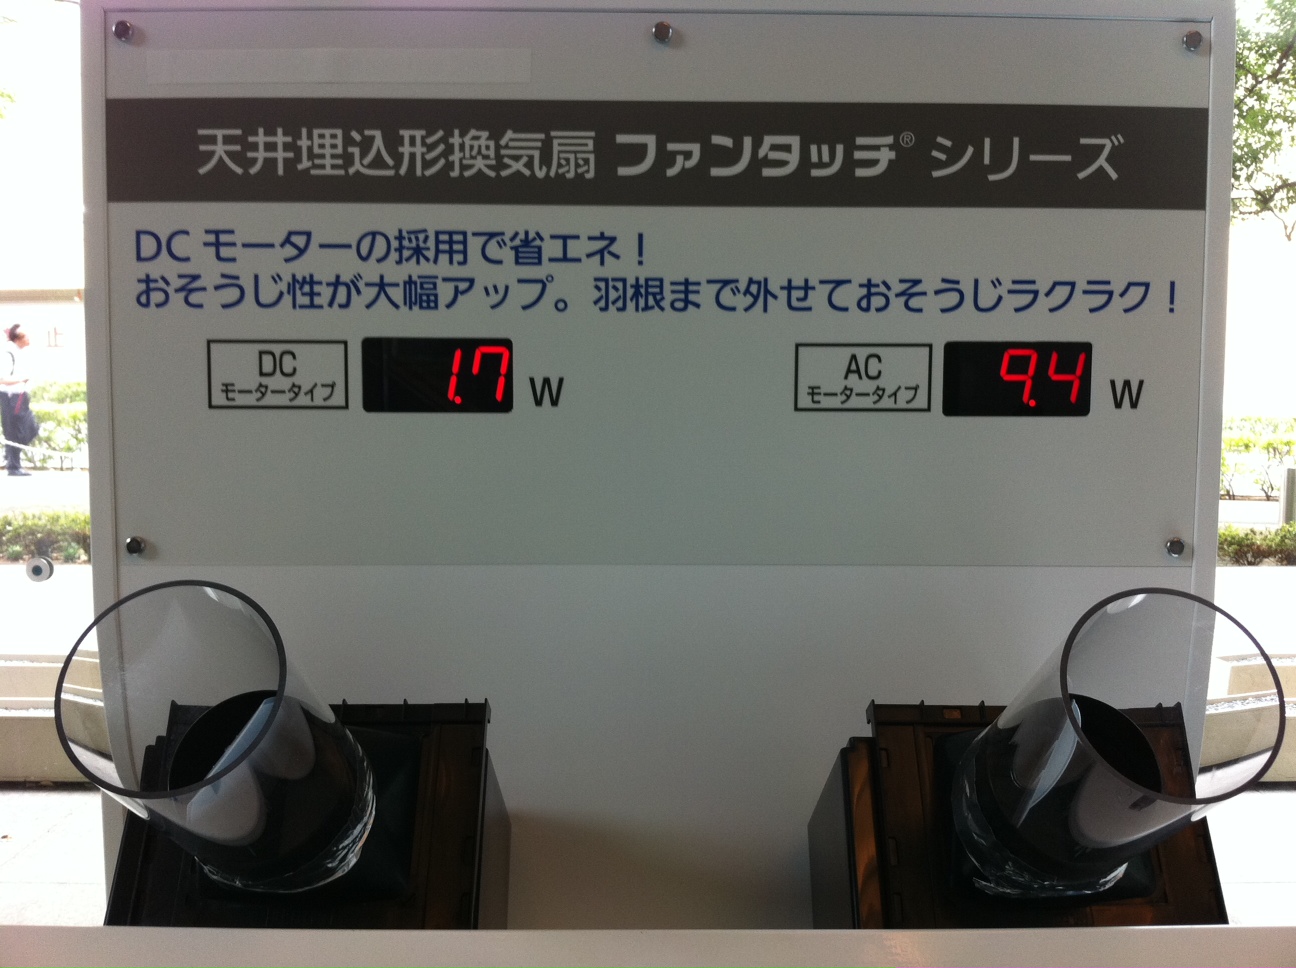 天井埋込形換気扇 ファンタッチ® シリーズ
DCモーターの採用で省エネ！
おそうじ性が大幅アップ。羽根まで外せておそうじラクラク！
DC
モータータイプ
1.7 W
AC
モータータイプ
9.4 W